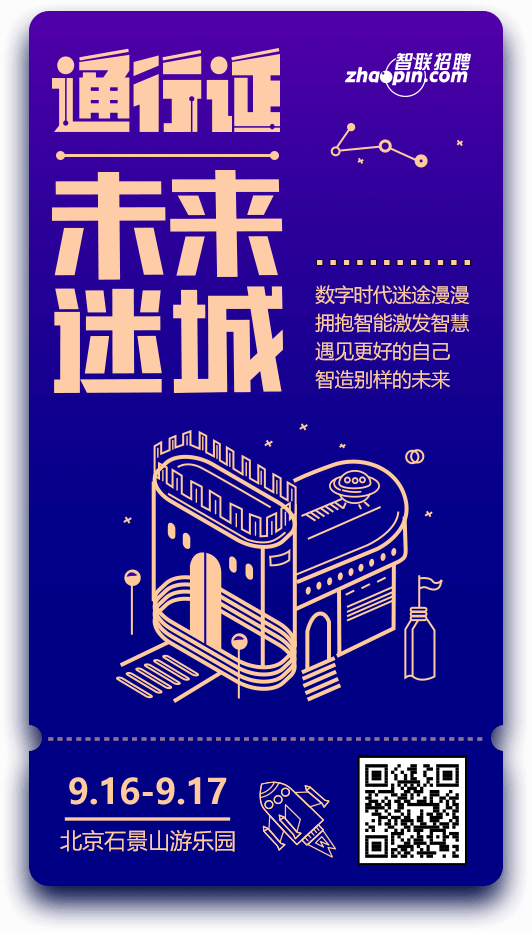 通行证
智联招聘
zhaopin.com
未来
迷城
数字时代迷途漫漫
拥抱智能激发智慧
遇见更好的自己
智造别样的未来
9.16-9.17
北京石景山游乐园